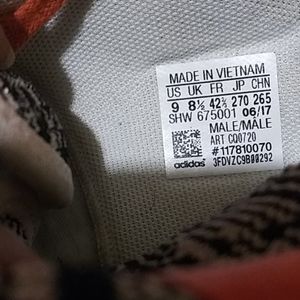 MADE IN VIETNAM
US UK FR JP CHN
9 8½ 42⅔ 270 265
SHW 675001 06/17
MALE/MÂLE
ART CQ0720
#117810070
adidas 3FDVZC9B00292